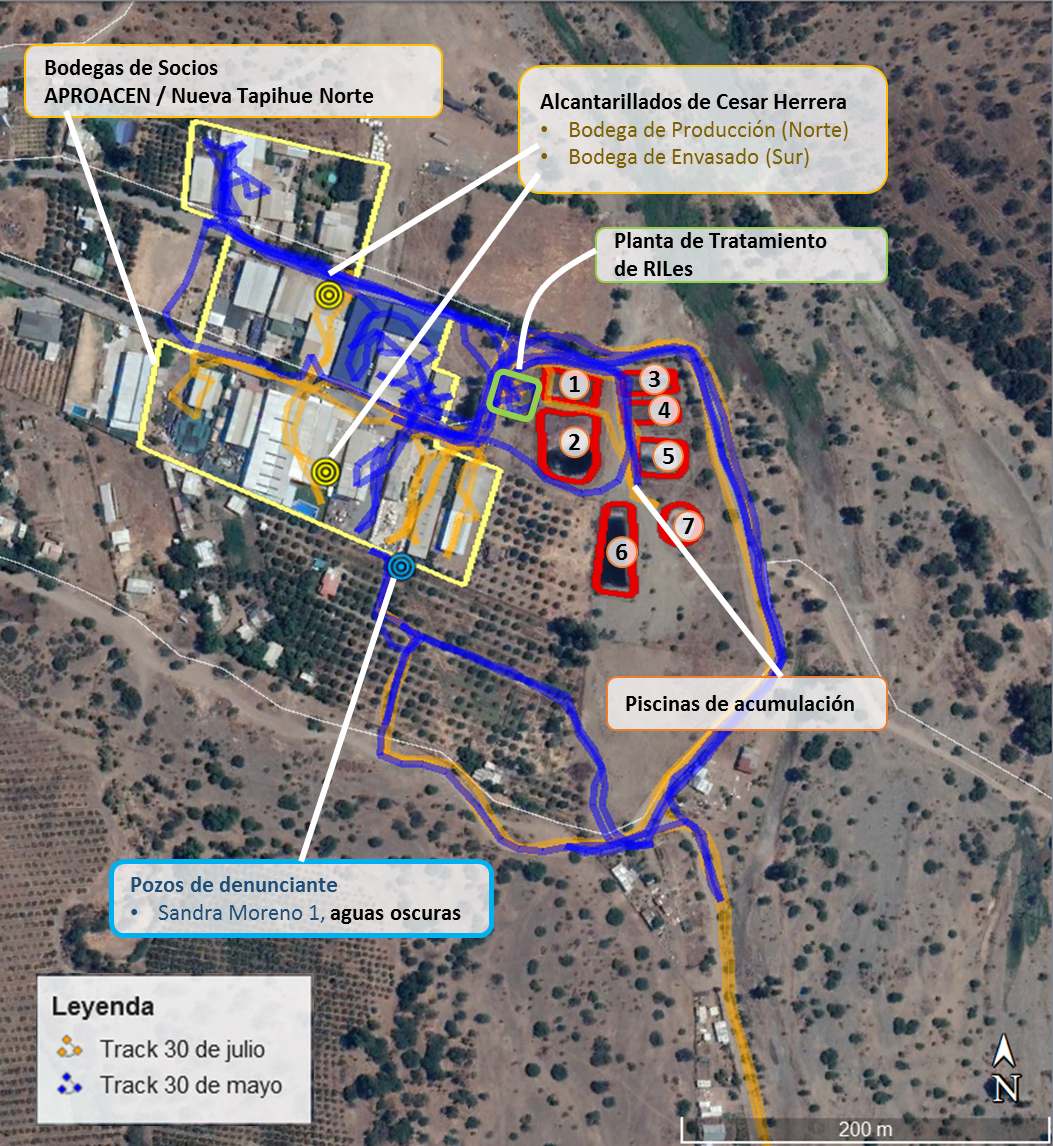 Bodegas de Socios
APROACEN / Nueva Tapihue Norte
Alcantarillados de Cesar Herrera
• Bodega de Producción (Norte)
• Bodega de Envasado (Sur)
Planta de Tratamiento
de RILes
1
2
3
4
5
6
7
Piscinas de acumulación
Pozos de denunciante
• Sandra Moreno 1, aguas oscuras
Leyenda
Track 30 de julio
Track 30 de mayo
N
200 m